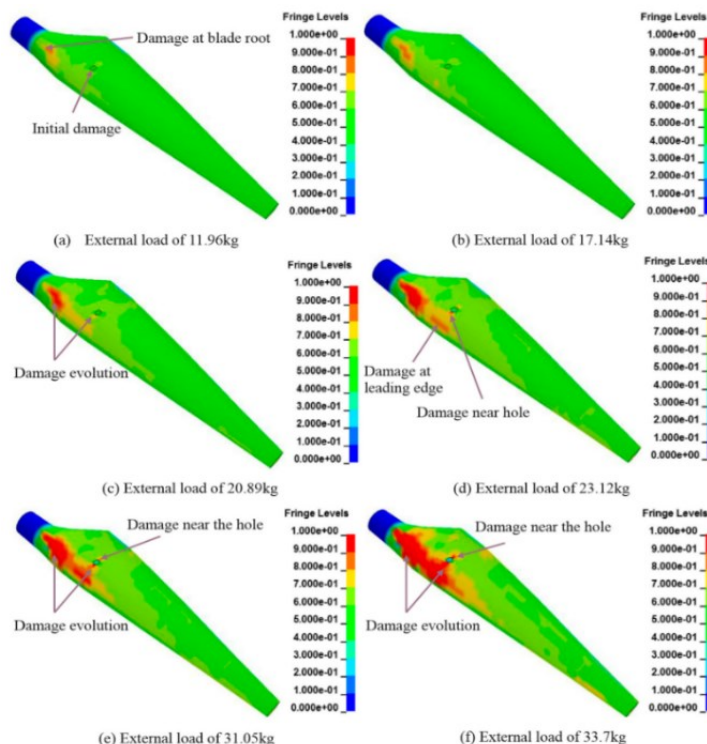 Fringe Levels
1.000e+00
9.000e-01
8.000e-01
7.000e-01
6.000e-01
5.000e-01
4.000e-01
3.000e-01
2.000e-01
1.000e-01
0.000e+00
Damage at blade root
Initial damage
(a) External load of 11.96kg
Fringe Levels
1.000e+00
9.000e-01
8.000e-01
7.000e-01
6.000e-01
5.000e-01
4.000e-01
3.000e-01
2.000e-01
1.000e-01
0.000e+00
(b) External load of 17.14kg
Fringe Levels
1.000e+00
9.000e-01
8.000e-01
7.000e-01
6.000e-01
5.000e-01
4.000e-01
3.000e-01
2.000e-01
1.000e-01
0.000e+00
Damage evolution
(c) External load of 20.89kg
Fringe Levels
1.000e+00
9.000e-01
8.000e-01
7.000e-01
6.000e-01
5.000e-01
4.000e-01
3.000e-01
2.000e-01
1.000e-01
0.000e+00
Damage at
leading edge
Damage near hole
(d) External load of 23.12kg
Fringe Levels
1.000e+00
9.000e-01
8.000e-01
7.000e-01
6.000e-01
5.000e-01
4.000e-01
3.000e-01
2.000e-01
1.000e-01
0.000e+00
Damage near the hole
Damage evolution
(e) External load of 31.05kg
Fringe Levels
1.000e+00
9.000e-01
8.000e-01
7.000e-01
6.000e-01
5.000e-01
4.000e-01
3.000e-01
2.000e-01
1.000e-01
0.000e+00
Damage near the hole
Damage evolution
(f) External load of 33.7kg